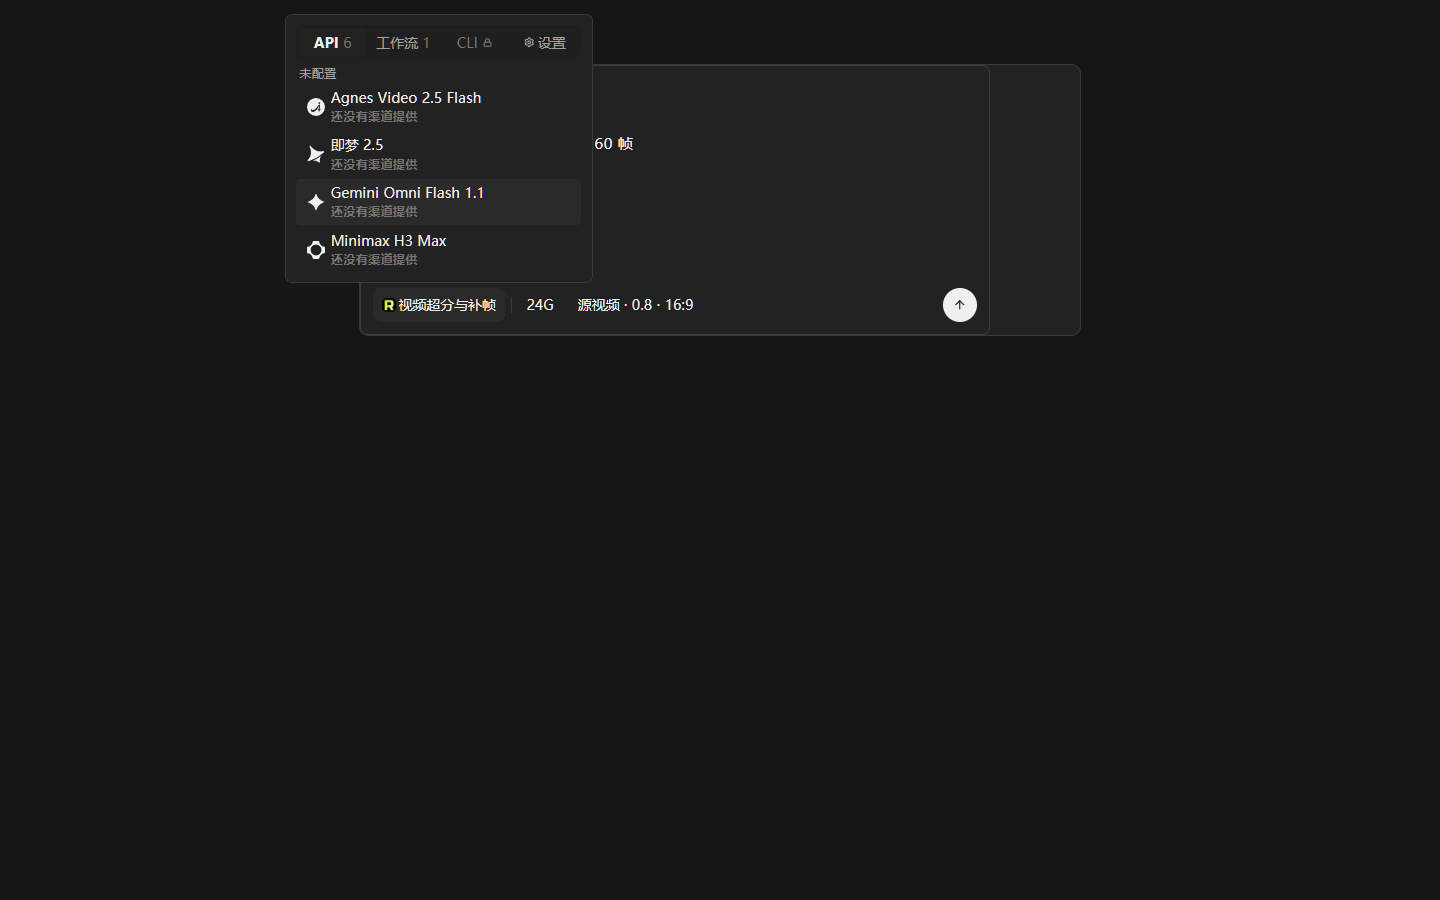 API 6 工作流 1 CLI 设置
未配置
Agnes Video 2.5 Flash
还没有渠道提供
即梦 2.5
还没有渠道提供
Gemini Omni Flash 1.1
还没有渠道提供
Minimax H3 Max
还没有渠道提供
60 帧
R 视频超分与补帧 24G 源视频 · 0.8 · 16:9